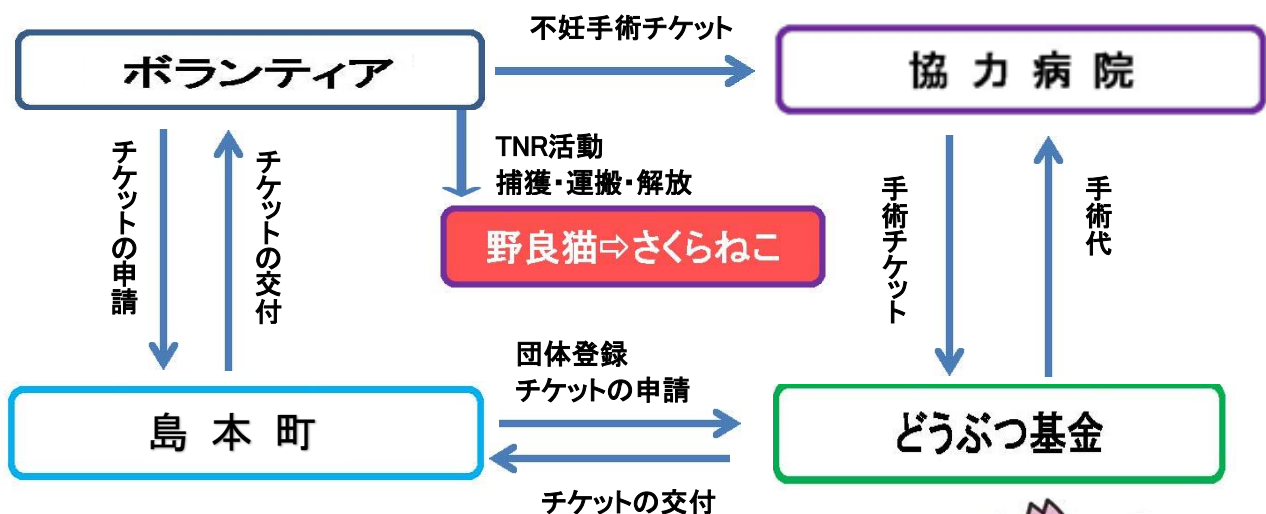 不妊手術チケット
ボランティア
協力病院
TNR活動
捕獲・運搬・解放
チケットの申請
チケットの交付
野良猫⇨さくらねこ
手術チケット
手術代
団体登録
チケットの申請
島本町
どうぶつ基金
チケットの交付